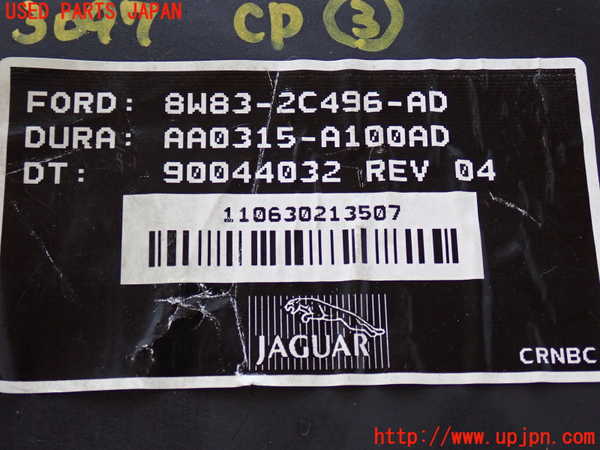 USED PARTS JAPAN
CP ③
FORD: 8W83-2C496-AD
DURA: AA0315-A100AD
DT: 90044032 REV 04
110630213507
JAGUAR
CRNBC
http://www.upjpn.com/